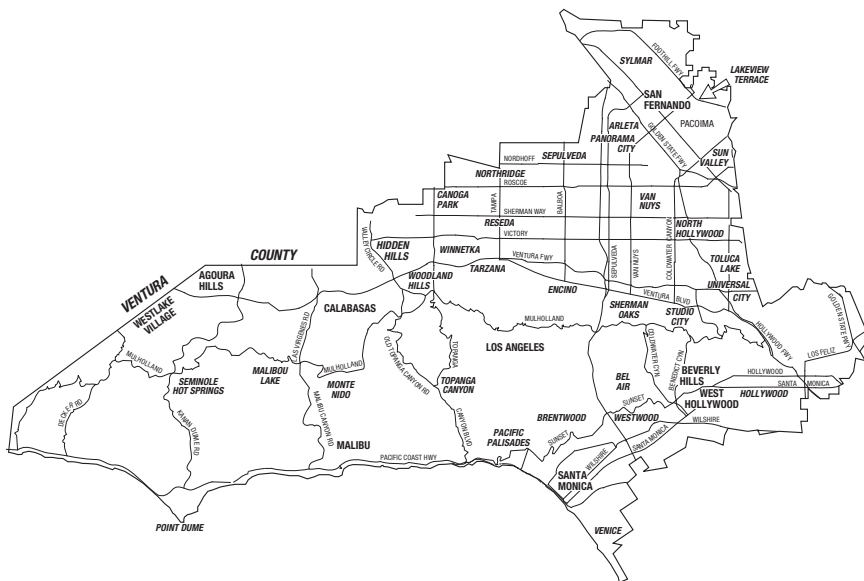 SYLMAR
FOOTHILL FWY
LAKEVIEW
TERRACE
SAN
FERNANDO
PACOIMA
ARLETA
PANORAMA
CITY
GOLDEN STATE FWY
SUN
VALLEY
NORDHOFF
SEPULVEDA
NORTHRIDGE
ROSCOE
CANOGA
PARK
TAMPA
BALBOA
VAN
NUYS
SHERMAN WAY
RESEDA
VICTORY
NORTH
HOLLYWOOD
COLDWATER CANYON
VALLEY CIRCLE RD
HIDDEN
HILLS
WINNETKA
VENTURA FWY
TARZANA
SEPULVEDA
VAN NUYS
TOLUCA
LAKE
VENTURA
COUNTY
AGOURA
HILLS
WOODLAND
HILLS
ENCINO
VENTURA BLVD
UNIVERSAL
CITY
WESTLAKE
VILLAGE
CALABASAS
SHERMAN
OAKS
STUDIO
CITY
GOLDEN STATE FWY
LAS VIRGENES RD
MULHOLLAND
HOLLYWOOD FWY
LOS FELIZ
MULHOLLAND
SEMINOLE
HOT SPRINGS
MALIBOU
LAKE
MULHOLLAND
MONTE
NIDO
OLD TOPANGA CANYON RD
TOPANGA
TOPANGA
CANYON
CANYON BLVD
LOS ANGELES
COLDWATER CYN
BENEDICT CYN
BEL
AIR
BEVERLY
HILLS
HOLLYWOOD
SANTA MONICA
HOLLYWOOD
WEST
HOLLYWOOD
DECKER RD
KANAN DUME RD
MALIBU CANYON RD
MALIBU
PACIFIC COAST HWY
PACIFIC
PALISADES
BRENTWOOD
SUNSET
SUNSET
WESTWOOD
WILSHIRE
WILSHIRE
SANTA MONICA
SANTA
MONICA
POINT DUME
VENICE